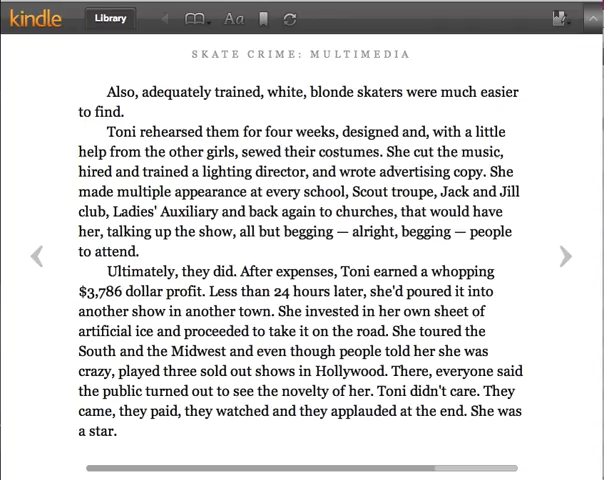 kindle Library Aa
SKATE CRIME: MULTIMEDIA
Also, adequately trained, white, blonde skaters were much easier
to find.
Toni rehearsed them for four weeks, designed and, with a little
help from the other girls, sewed their costumes. She cut the music,
hired and trained a lighting director, and wrote advertising copy. She
made multiple appearance at every school, Scout troupe, Jack and Jill
club, Ladies' Auxiliary and back again to churches, that would have
her, talking up the show, all but begging — alright, begging — people
to attend.
Ultimately, they did. After expenses, Toni earned a whopping
$3,786 dollar profit. Less than 24 hours later, she'd poured it into
another show in another town. She invested in her own sheet of
artificial ice and proceeded to take it on the road. She toured the
South and the Midwest and even though people told her she was
crazy, played three sold out shows in Hollywood. There, everyone said
the public turned out to see the novelty of her. Toni didn't care. They
came, they paid, they watched and they applauded at the end. She was
a star.